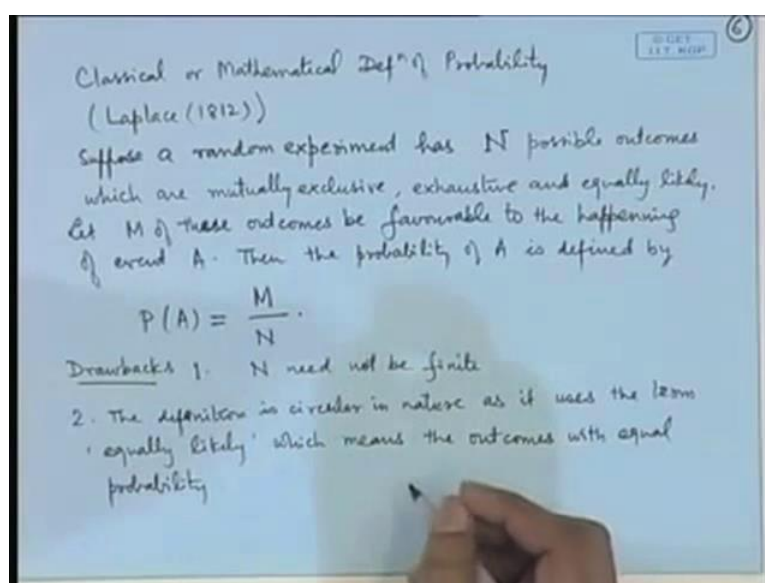 6
© CET
I.I.T. KGP
Classical or Mathematical Defⁿ of Probability
(Laplace (1812))
Suppose a random experiment has N possible outcomes
which are mutually exclusive, exhaustive and equally likely.
Let M of these outcomes be favourable to the happening
of event A. Then the probability of A is defined by
P(A) = M/N.
Drawbacks 1. N need not be finite
2. The definition is circular in nature as it uses the term
'equally likely' which means the outcomes with equal
probability